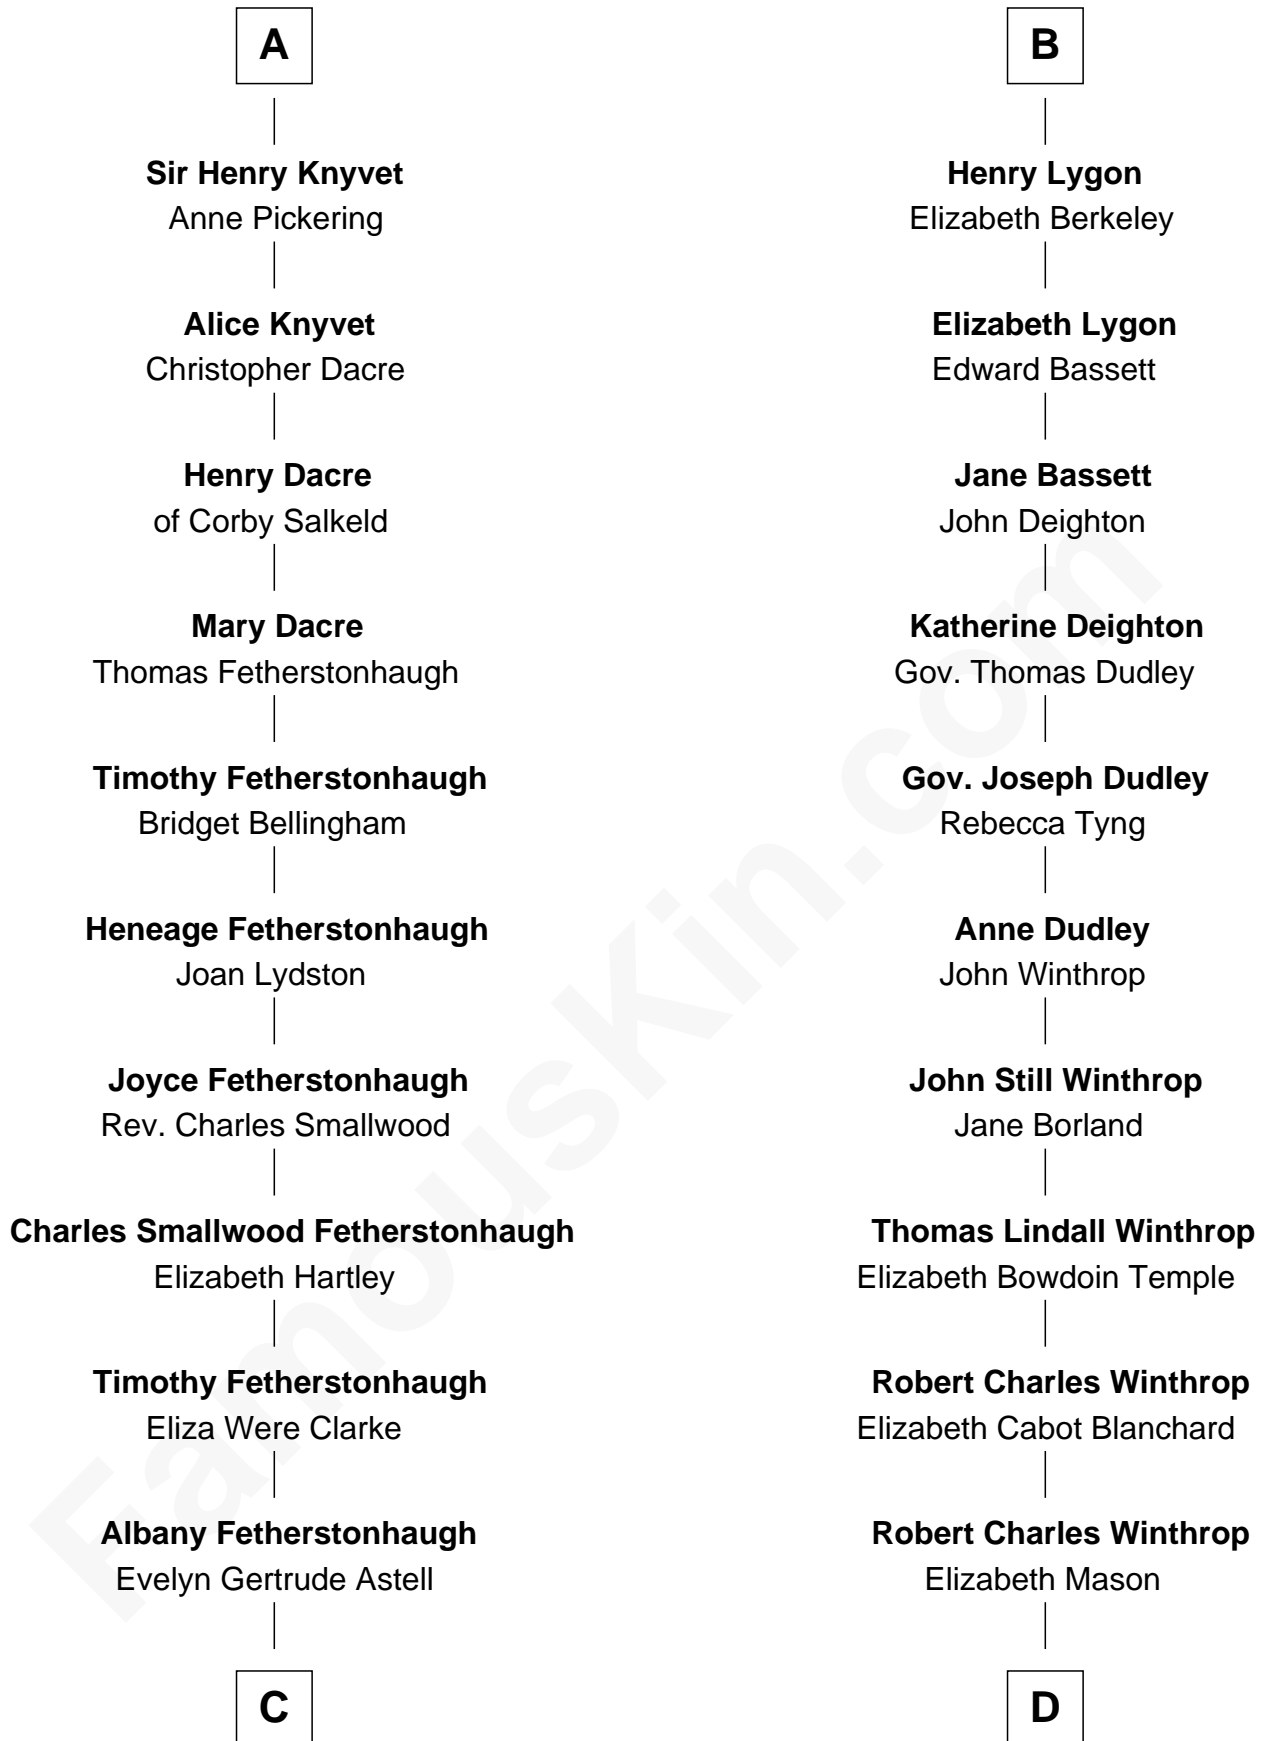 A
Sir Henry Knyvet
Anne Pickering
Alice Knyvet
Christopher Dacre
Henry Dacre
of Corby Salkeld
Mary Dacre
Thomas Fetherstonhaugh
Timothy Fetherstonhaugh
Bridget Bellingham
Heneage Fetherstonhaugh
Joan Lydston
Joyce Fetherstonhaugh
Rev. Charles Smallwood
Charles Smallwood Fetherstonhaugh
Elizabeth Hartley
Timothy Fetherstonhaugh
Eliza Were Clarke
Albany Fetherstonhaugh
Evelyn Gertrude Astell
C
B
Henry Lygon
Elizabeth Berkeley
Elizabeth Lygon
Edward Bassett
Jane Bassett
John Deighton
Katherine Deighton
Gov. Thomas Dudley
Gov. Joseph Dudley
Rebecca Tyng
Anne Dudley
John Winthrop
John Still Winthrop
Jane Borland
Thomas Lindall Winthrop
Elizabeth Bowdoin Temple
Robert Charles Winthrop
Elizabeth Cabot Blanchard
Robert Charles Winthrop
Elizabeth Mason
D
FamousKin.com